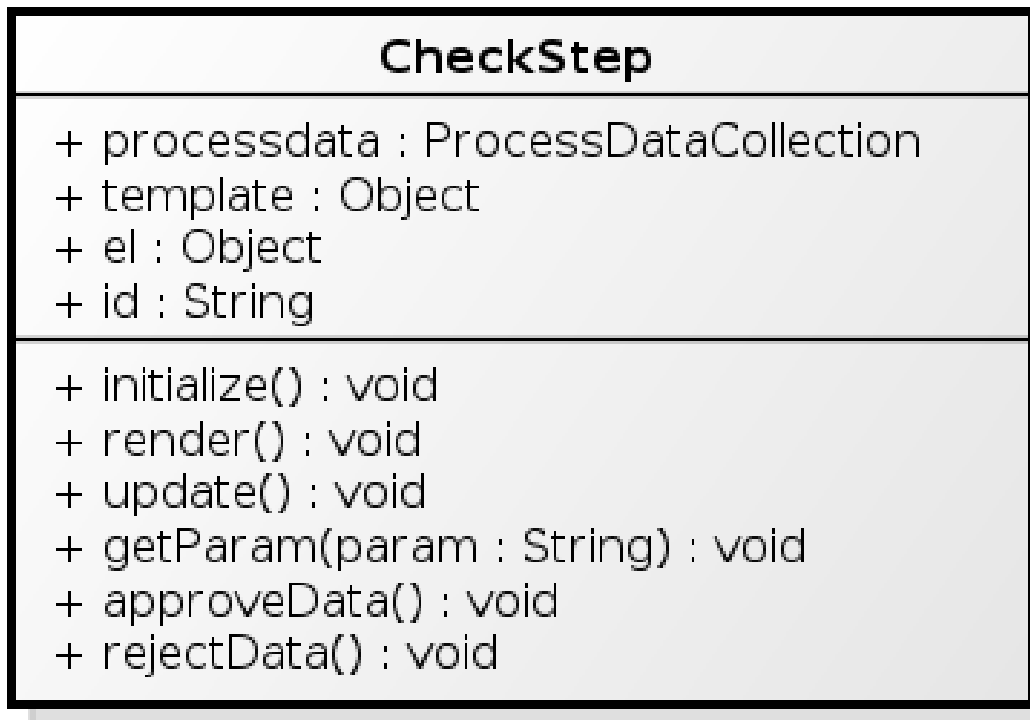 CheckStep
+ processdata : ProcessDataCollection
+ template : Object
+ el : Object
+ id : String
+ initialize() : void
+ render() : void
+ update() : void
+ getParam(param : String) : void
+ approveData() : void
+ rejectData() : void